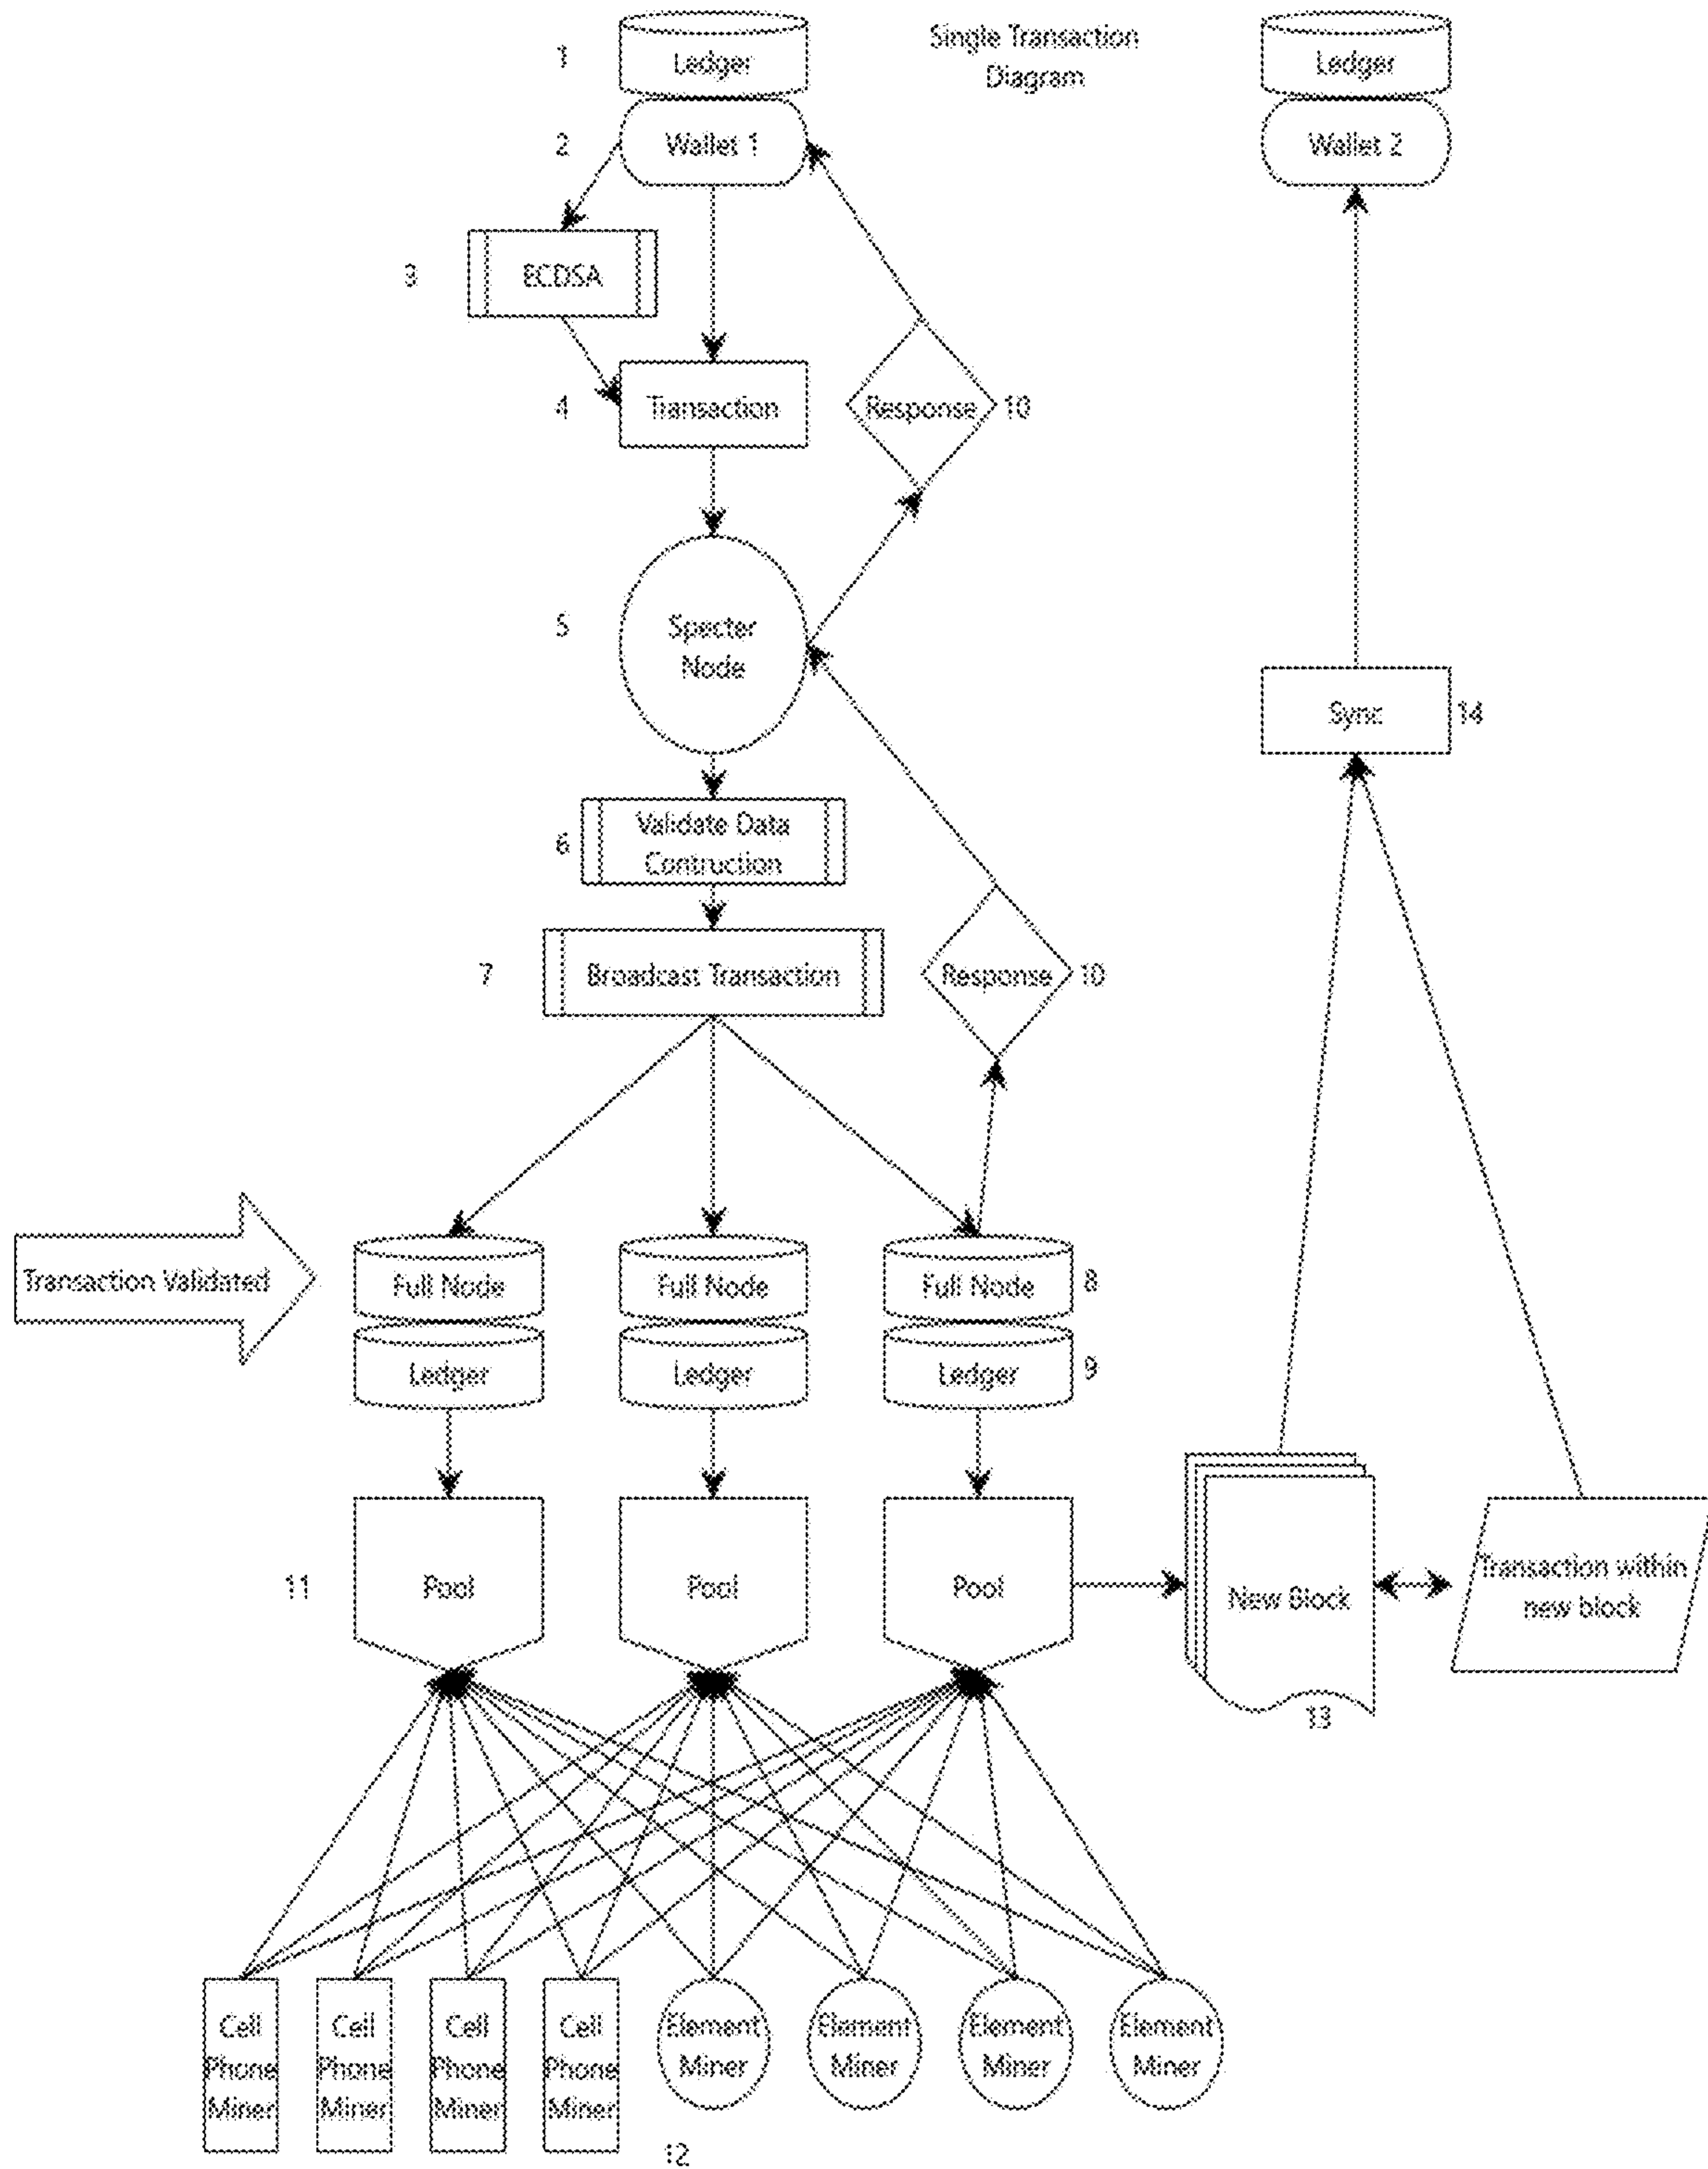 1
Ledger
Single Transaction
Diagram
Ledger
2
Wallet 1
Wallet 2
3
ECDSA
4
Transaction
Response
10
5
Specter
Node
Sync
14
6
Validate Data
Contruction
7
Broadcast Transaction
Response
10
Transaction Validated
Full Node
Full Node
Full Node
8
Ledger
Ledger
Ledger
9
11
Pool
Pool
Pool
New Block
Transaction within
new block
13
Cell
Phone
Miner
Cell
Phone
Miner
Cell
Phone
Miner
Cell
Phone
Miner
Element
Miner
Element
Miner
Element
Miner
Element
Miner
12